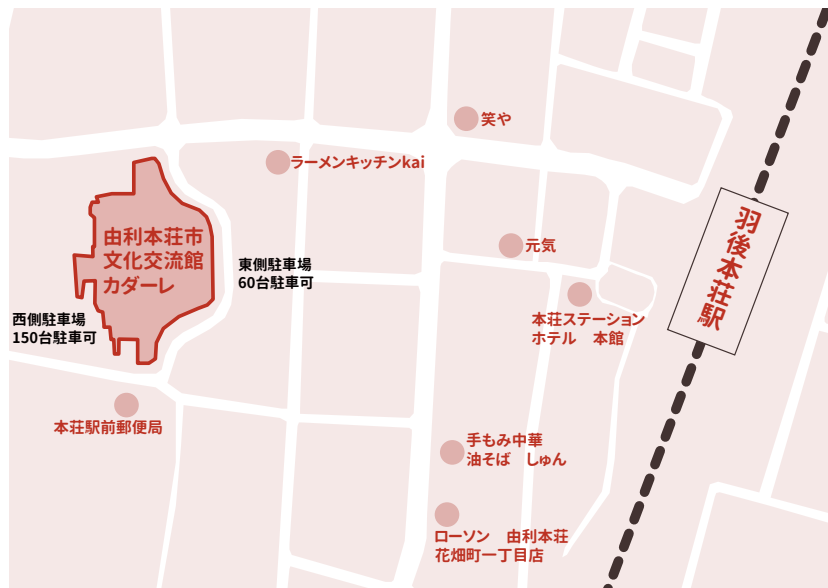 笑や
ラーメンキッチンkai
羽後本荘駅
由利本荘市
文化交流館
カダーレ
元気
東側駐車場
60台駐車可
本荘ステーション
ホテル　本館
西側駐車場
150台駐車可
本荘駅前郵便局
手もみ中華
油そば　しゅん
ローソン　由利本荘
花畑町一丁目店